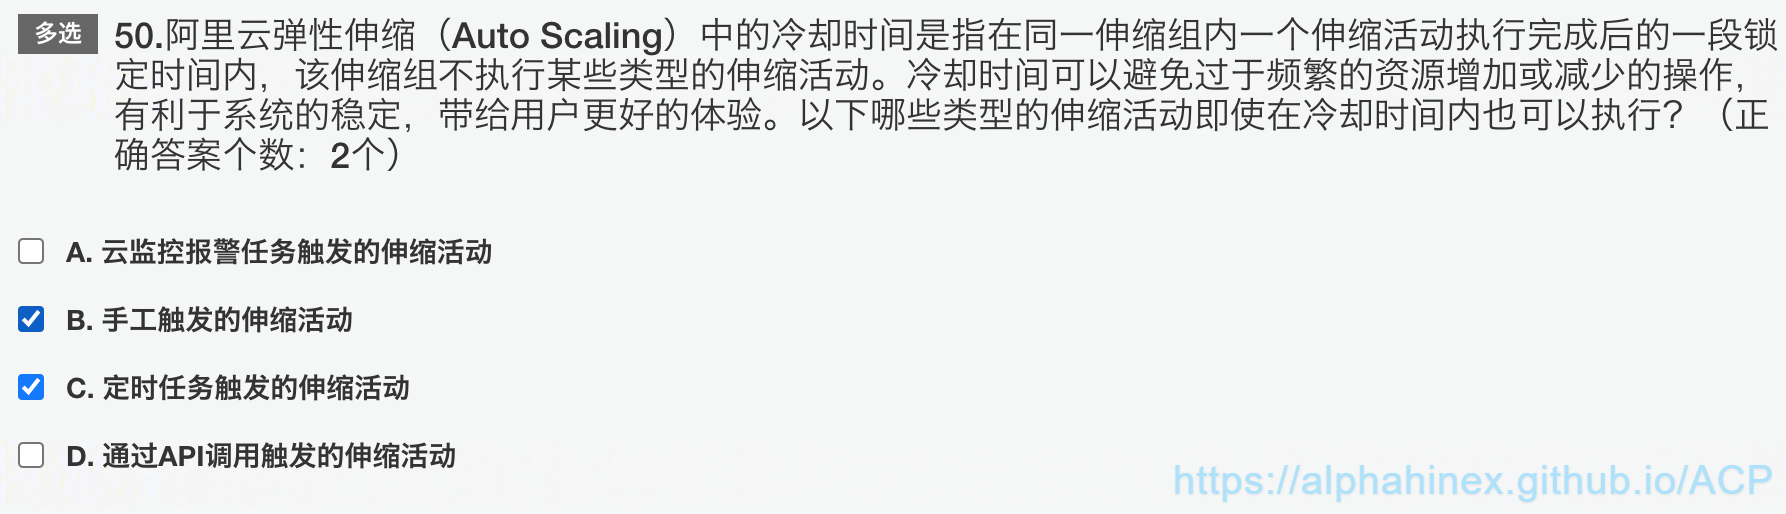 多选
50.阿里云弹性伸缩（Auto Scaling）中的冷却时间是指在同一伸缩组内一个伸缩活动执行完成后的一段锁
定时间内，该伸缩组不执行某些类型的伸缩活动。冷却时间可以避免过于频繁的资源增加或减少的操作，
有利于系统的稳定，带给用户更好的体验。以下哪些类型的伸缩活动即使在冷却时间内也可以执行？（正
确答案个数：2个）
A. 云监控报警任务触发的伸缩活动
B. 手工触发的伸缩活动
C. 定时任务触发的伸缩活动
D. 通过API调用触发的伸缩活动
https://alphahinex.github.io/ACP